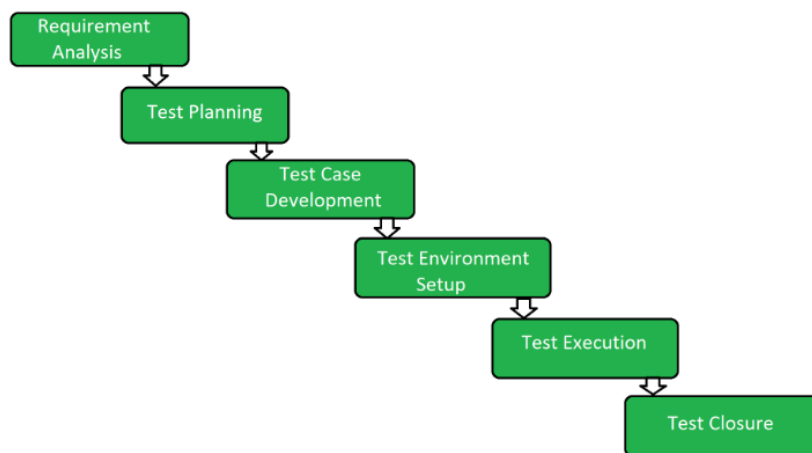 Requirement
Analysis
Test Planning
Test Case
Development
Test Environment
Setup
Test Execution
Test Closure